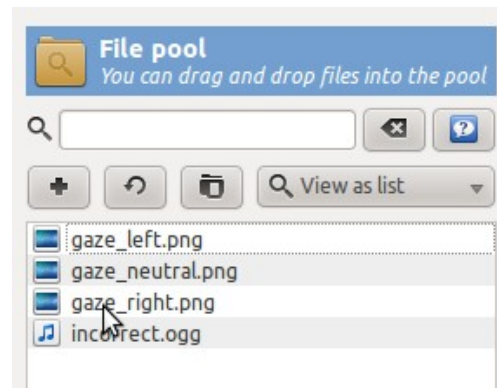 File pool
You can drag and drop files into the pool
View as list
gaze_left.png
gaze_neutral.png
gaze_right.png
incorrect.ogg